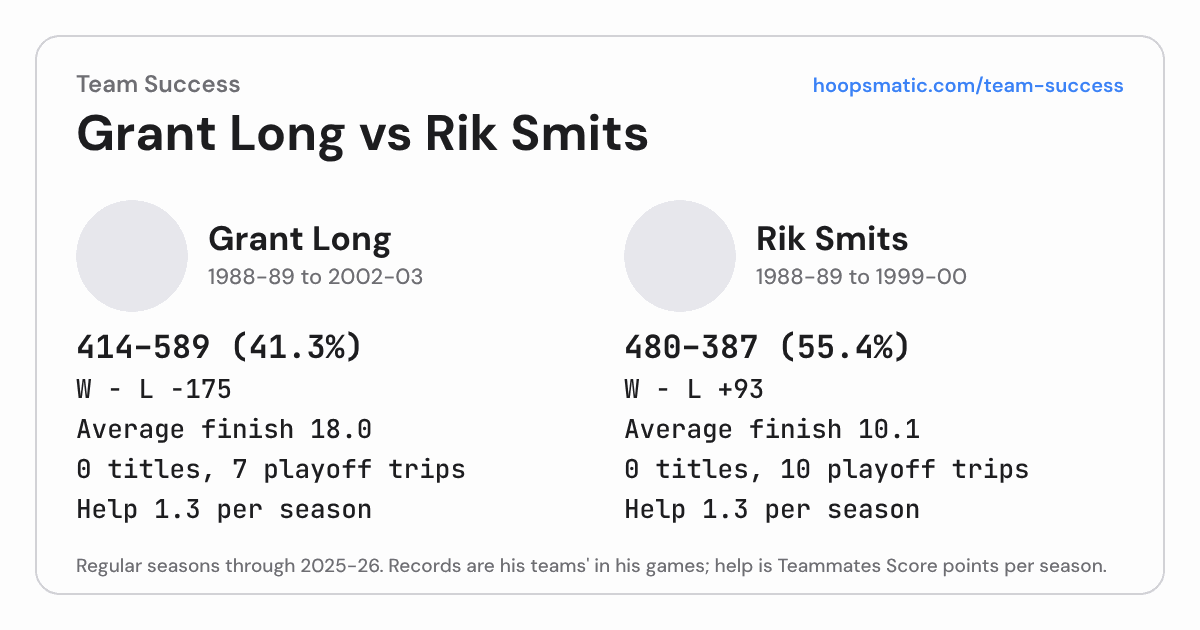 Team Success
hoopsmatic.com/team-success
Grant Long vs Rik Smits
Grant Long
1988-89 to 2002-03
414-589 (41.3%)
W - L -175
Average finish 18.0
0 titles, 7 playoff trips
Help 1.3 per season
Rik Smits
1988-89 to 1999-00
480-387 (55.4%)
W - L +93
Average finish 10.1
0 titles, 10 playoff trips
Help 1.3 per season
Regular seasons through 2025-26. Records are his teams' in his games; help is Teammates Score points per season.